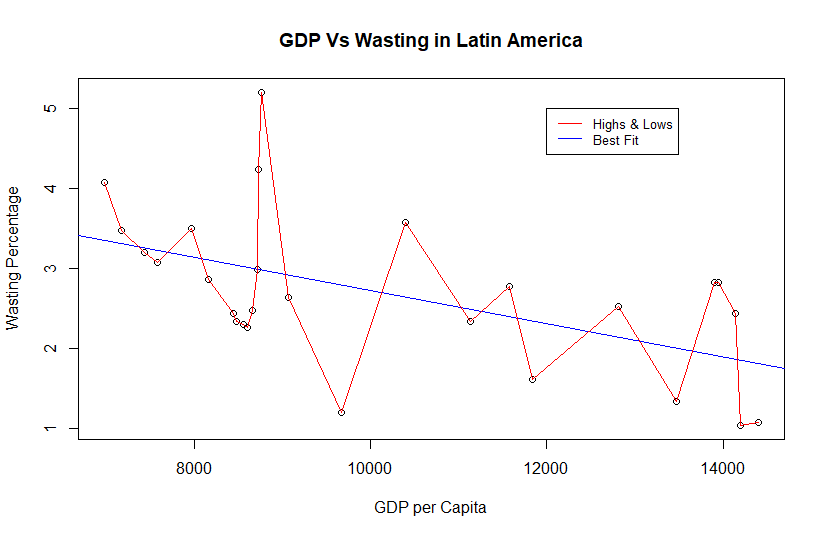 GDP Vs Wasting in Latin America
Wasting Percentage
5
4
3
2
1
Highs & Lows
Best Fit
8000 10000 12000 14000
GDP per Capita